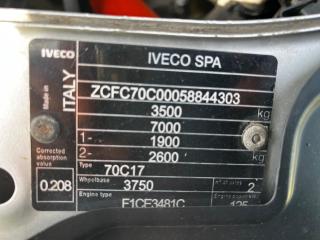 IVECO IVECO SPA
Made in ITALY
ZCFC70C00058844303
3500 kg
7000
1- 1900
2- 2600 kg
Corrected absorption value
0.208
Type 70C17
Wheelbase 3750 2
Engine type F1CE3481C 125